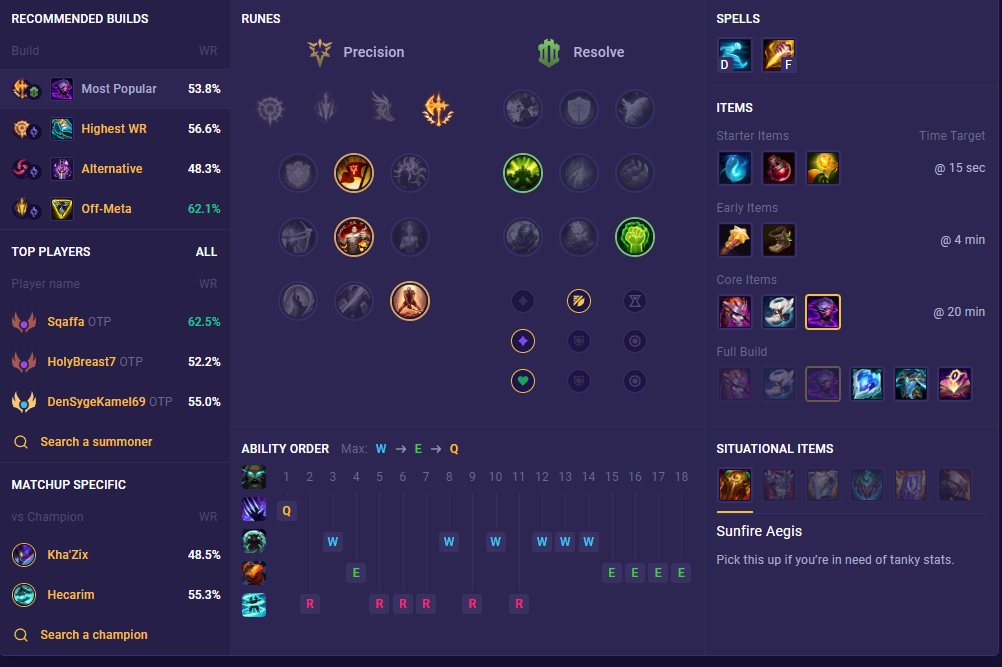 RECOMMENDED BUILDS
Build WR
Most Popular 53.8%
Highest WR 56.6%
Alternative 48.3%
Off-Meta 62.1%
TOP PLAYERS ALL
Player name WR
Sqaffa OTP 62.5%
HolyBreast7 OTP 52.2%
DenSygeKamel69 OTP 55.0%
Search a summoner
MATCHUP SPECIFIC
vs Champion WR
Kha'Zix 48.5%
Hecarim 55.3%
Search a champion
RUNES
Precision Resolve
ABILITY ORDER Max: W → E → Q
1 2 3 4 5 6 7 8 9 10 11 12 13 14 15 16 17 18
Q
W W W W W W
E E E E E
R R R R R R
SPELLS
D F
ITEMS
Starter Items Time Target
@ 15 sec
Early Items
@ 4 min
Core Items
@ 20 min
Full Build
SITUATIONAL ITEMS
Sunfire Aegis
Pick this up if you're in need of tanky stats.